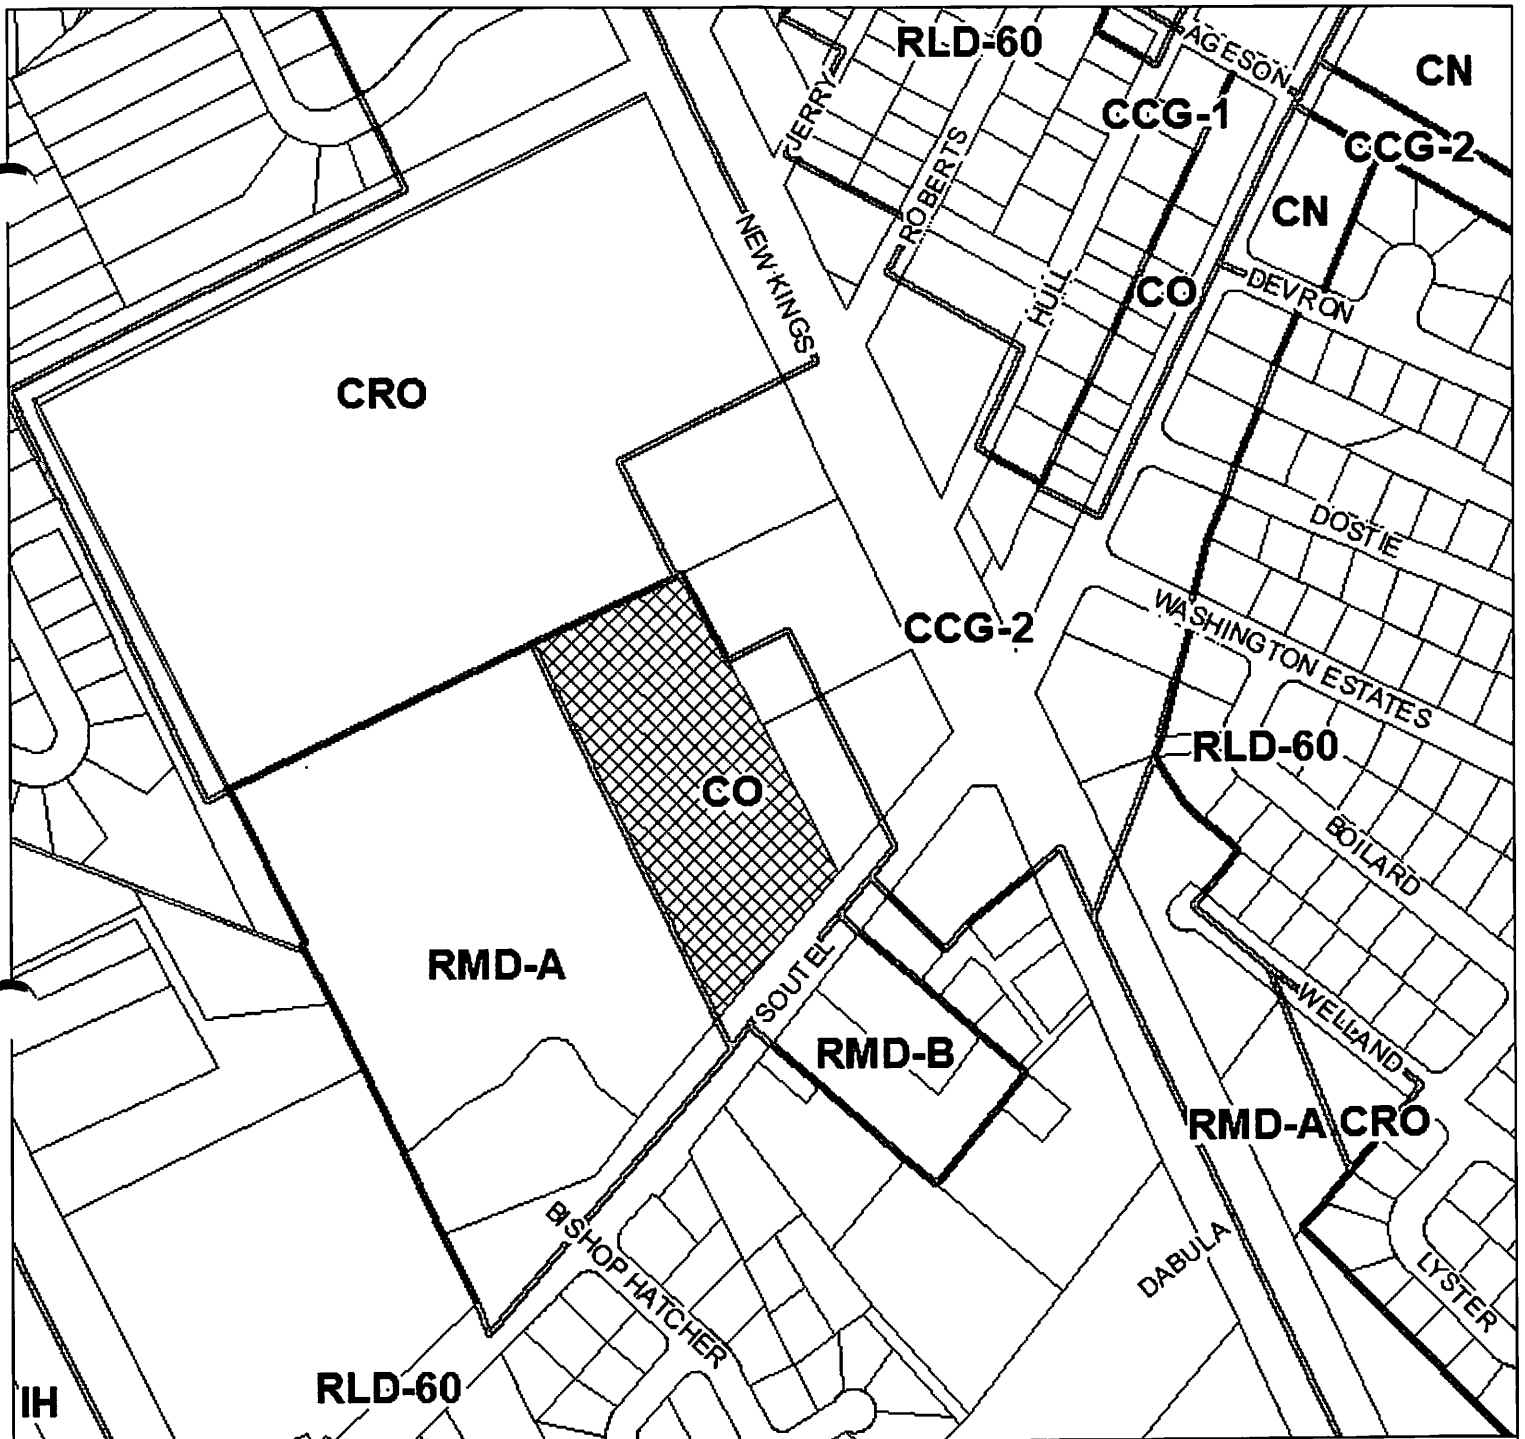 RLD-60
AGESON
CN
JERRY
CCG-1
CCG-2
ROBERTS
CN
NEW KINGS
HULL
CO
DEVRON
CRO
DOSTIE
CCG-2
WASHINGTON ESTATES
RLD-60
CO
BOILARD
RMD-A
SOUTEL
WELLAND
RMD-B
RMD-A
CRO
BISHOP HATCHER
DABULA
LYSTER
RLD-60
IH